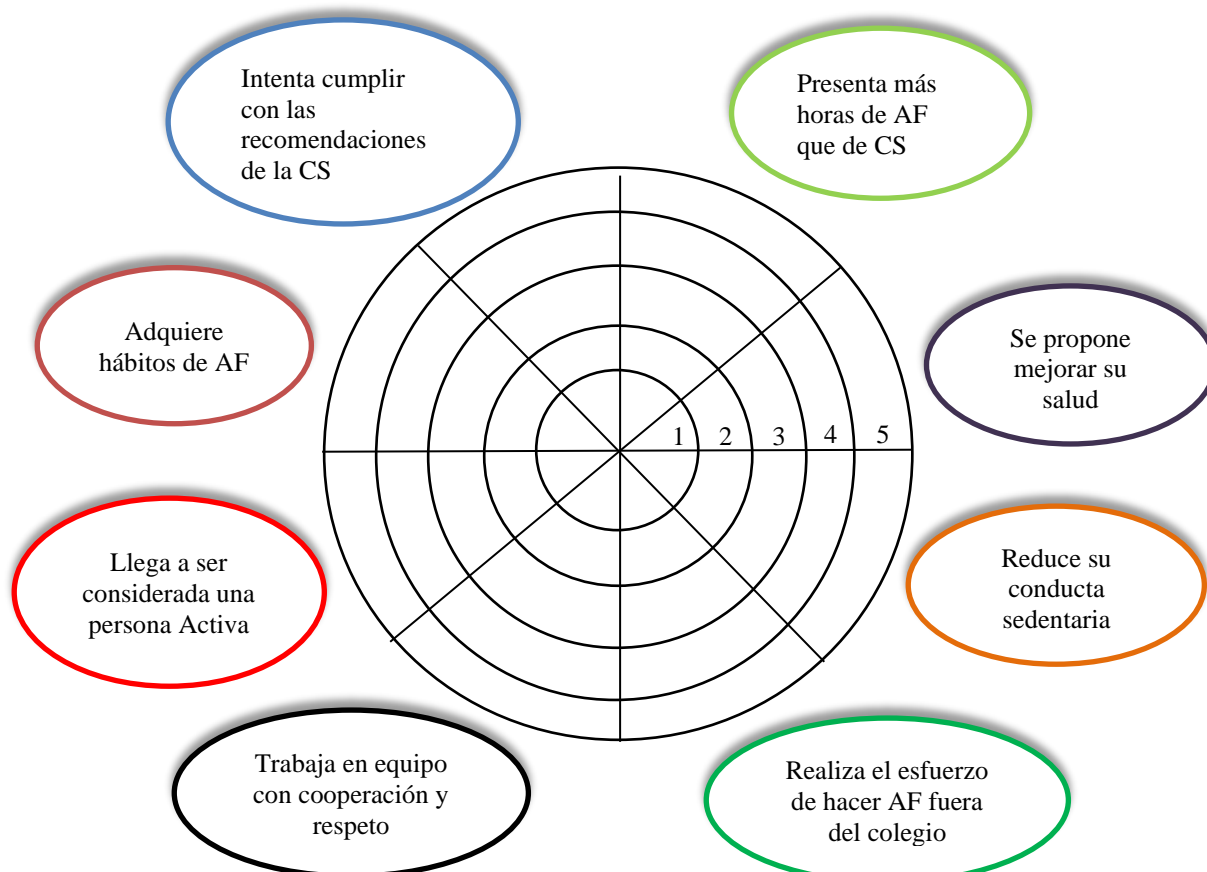 Intenta cumplir
con las
recomendaciones
de la CS
Presenta más
horas de AF
que de CS
Adquiere
hábitos de AF
Se propone
mejorar su
salud
1 2 3 4 5
Llega a ser
considerada una
persona Activa
Reduce su
conducta
sedentaria
Trabaja en equipo
con cooperación y
respeto
Realiza el esfuerzo
de hacer AF fuera
del colegio